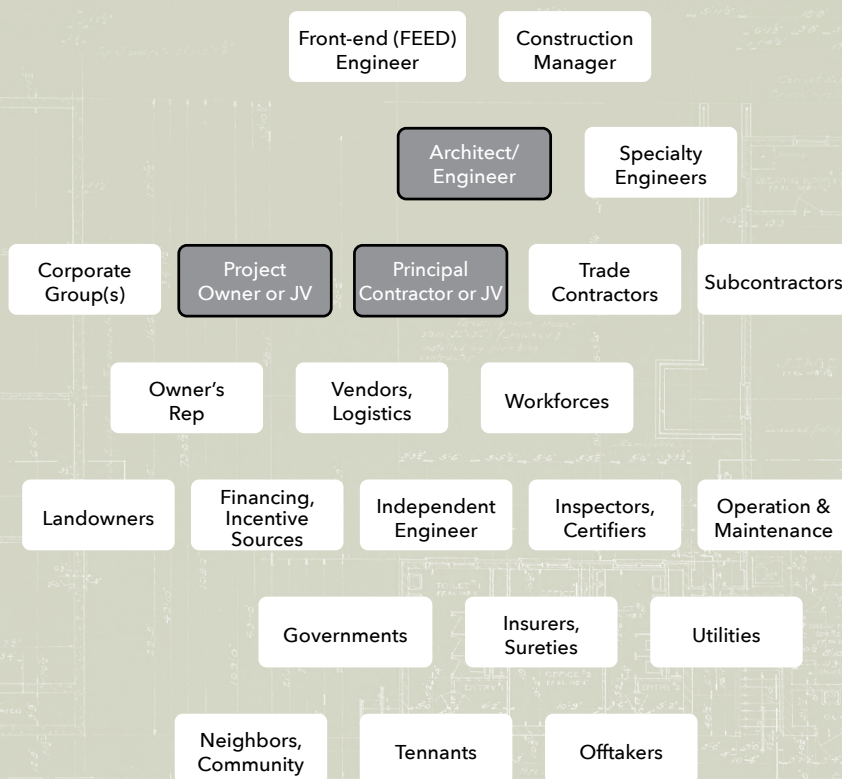 Front-end (FEED)
Engineer
Construction
Manager
Architect/
Engineer
Specialty
Engineers
Corporate
Group(s)
Project
Owner or JV
Principal
Contractor or JV
Trade
Contractors
Subcontractors
Owner's
Rep
Vendors,
Logistics
Workforces
Landowners
Financing,
Incentive
Sources
Independent
Engineer
Inspectors,
Certifiers
Operation &
Maintenance
Governments
Insurers,
Sureties
Utilities
Neighbors,
Community
Tennants
Offtakers